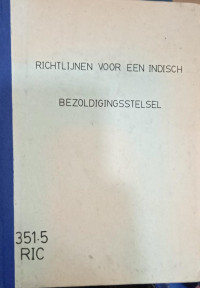 RICHTLIJNEN VOOR EEN INDISCH
BEZOLDIGINGSSTELSEL
351.5
RIC